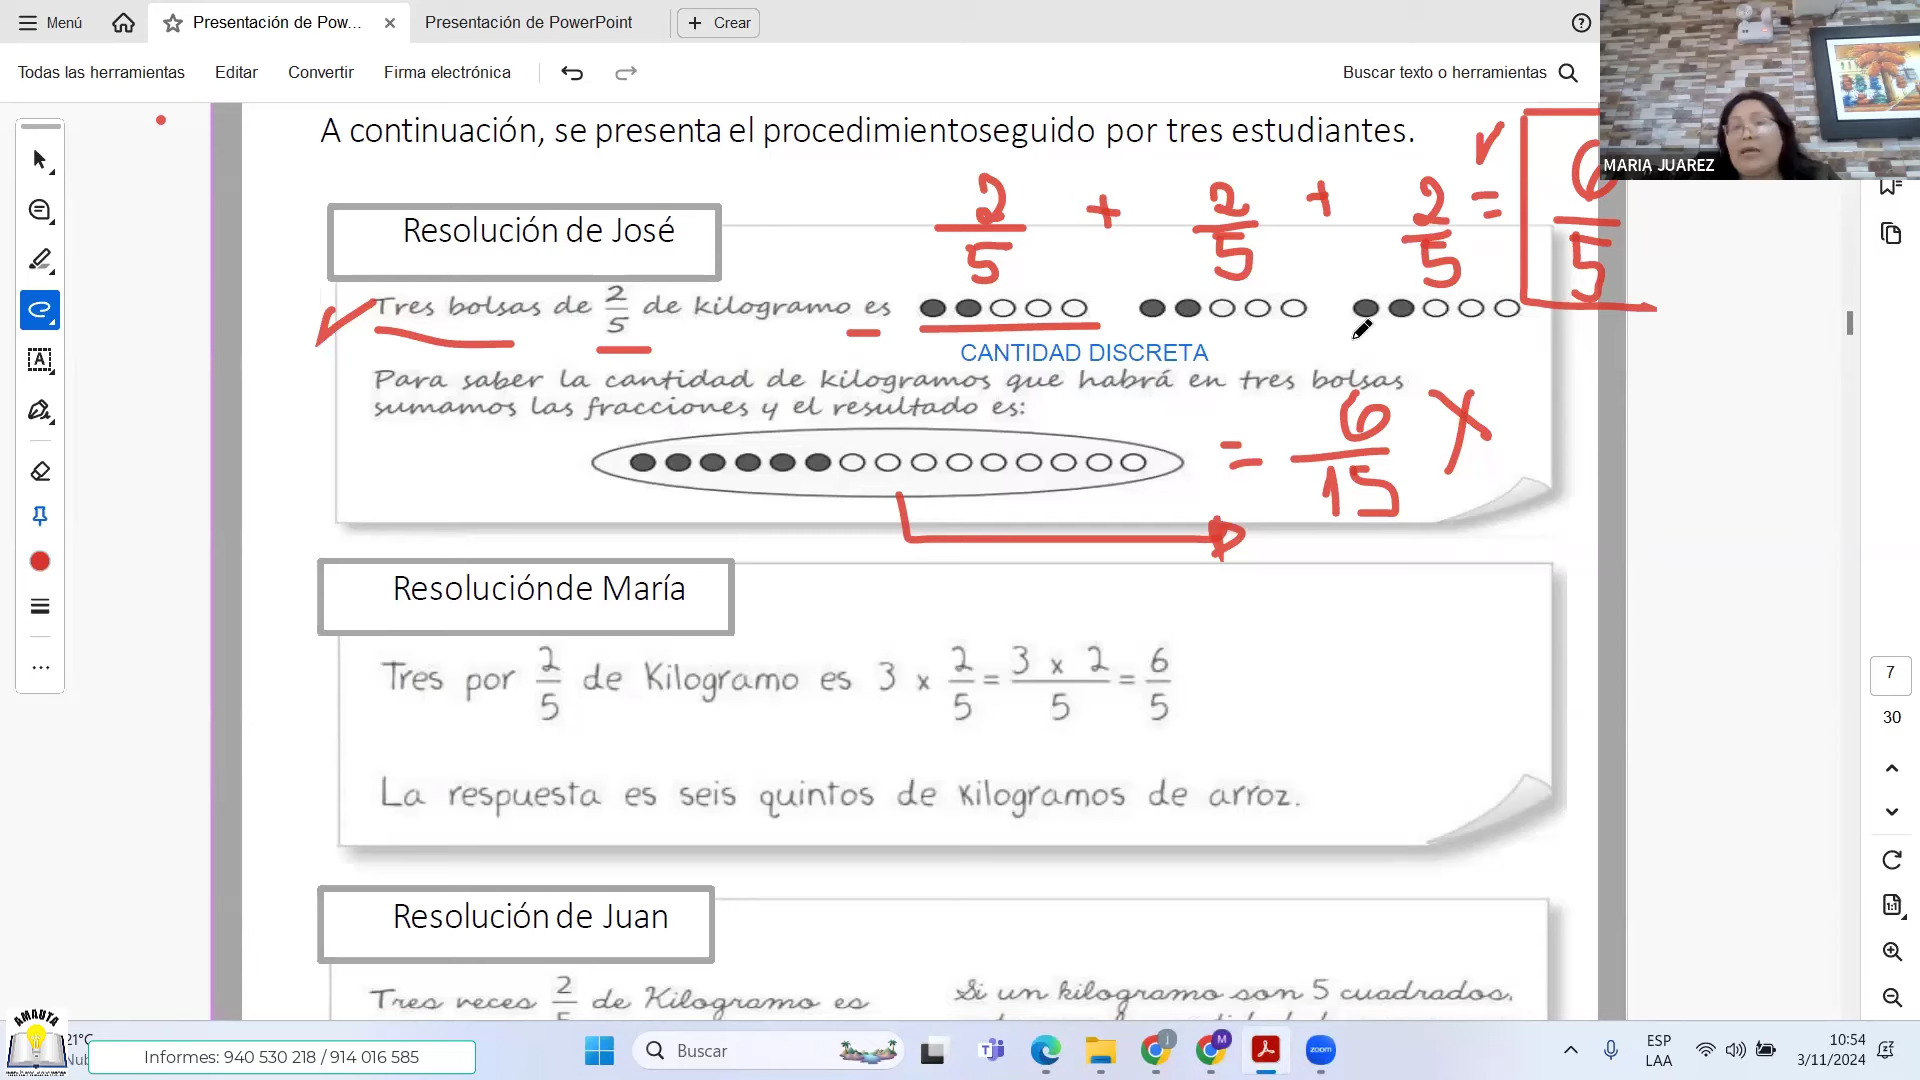 Menú
Presentación de Pow...
Presentación de PowerPoint
Crear
Todas las herramientas
Editar
Convertir
Firma electrónica
Buscar texto o herramientas
MARIA JUAREZ
A continuación, se presenta el procedimientoseguido por tres estudiantes.
Resolución de José
2/5 + 2/5 + 2/5 = 6/5
Tres bolsas de 2/5 de kilogramo es
CANTIDAD DISCRETA
Para saber la cantidad de kilogramos que habrá en tres bolsas
sumamos las fracciones y el resultado es:
= 6/15 X
Resoluciónde María
Tres por 2/5 de Kilogramo es 3 x 2/5 = 3 x 2/5 = 6/5
La respuesta es seis quintos de kilogramos de arroz.
Resolución de Juan
Tres veces 2/5 de Kilogramo es
Si un kilogramo son 5 cuadrados,
7
30
AMAUTA
21°C
Informes: 940 530 218 / 914 016 585
Buscar
zoom
ESP
LAA
10:54
3/11/2024